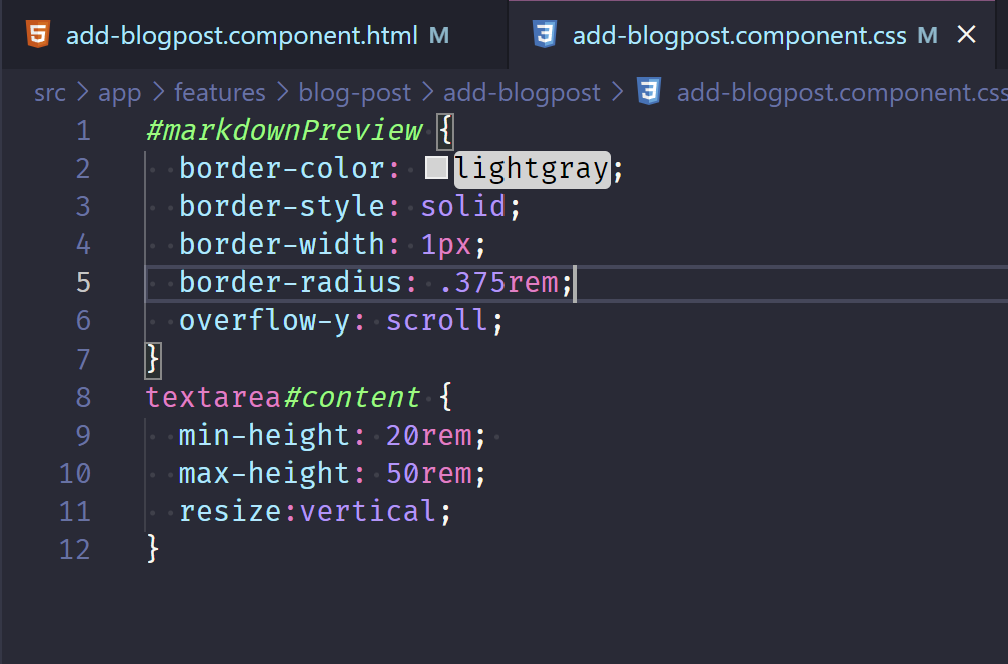 add-blogpost.component.html M add-blogpost.component.css M
src > app > features > blog-post > add-blogpost > add-blogpost.component.css
1 #markdownPreview {
2 border-color: lightgray;
3 border-style: solid;
4 border-width: 1px;
5 border-radius: .375rem;
6 overflow-y: scroll;
7 }
8 textarea#content {
9 min-height: 20rem;
10 max-height: 50rem;
11 resize:vertical;
12 }